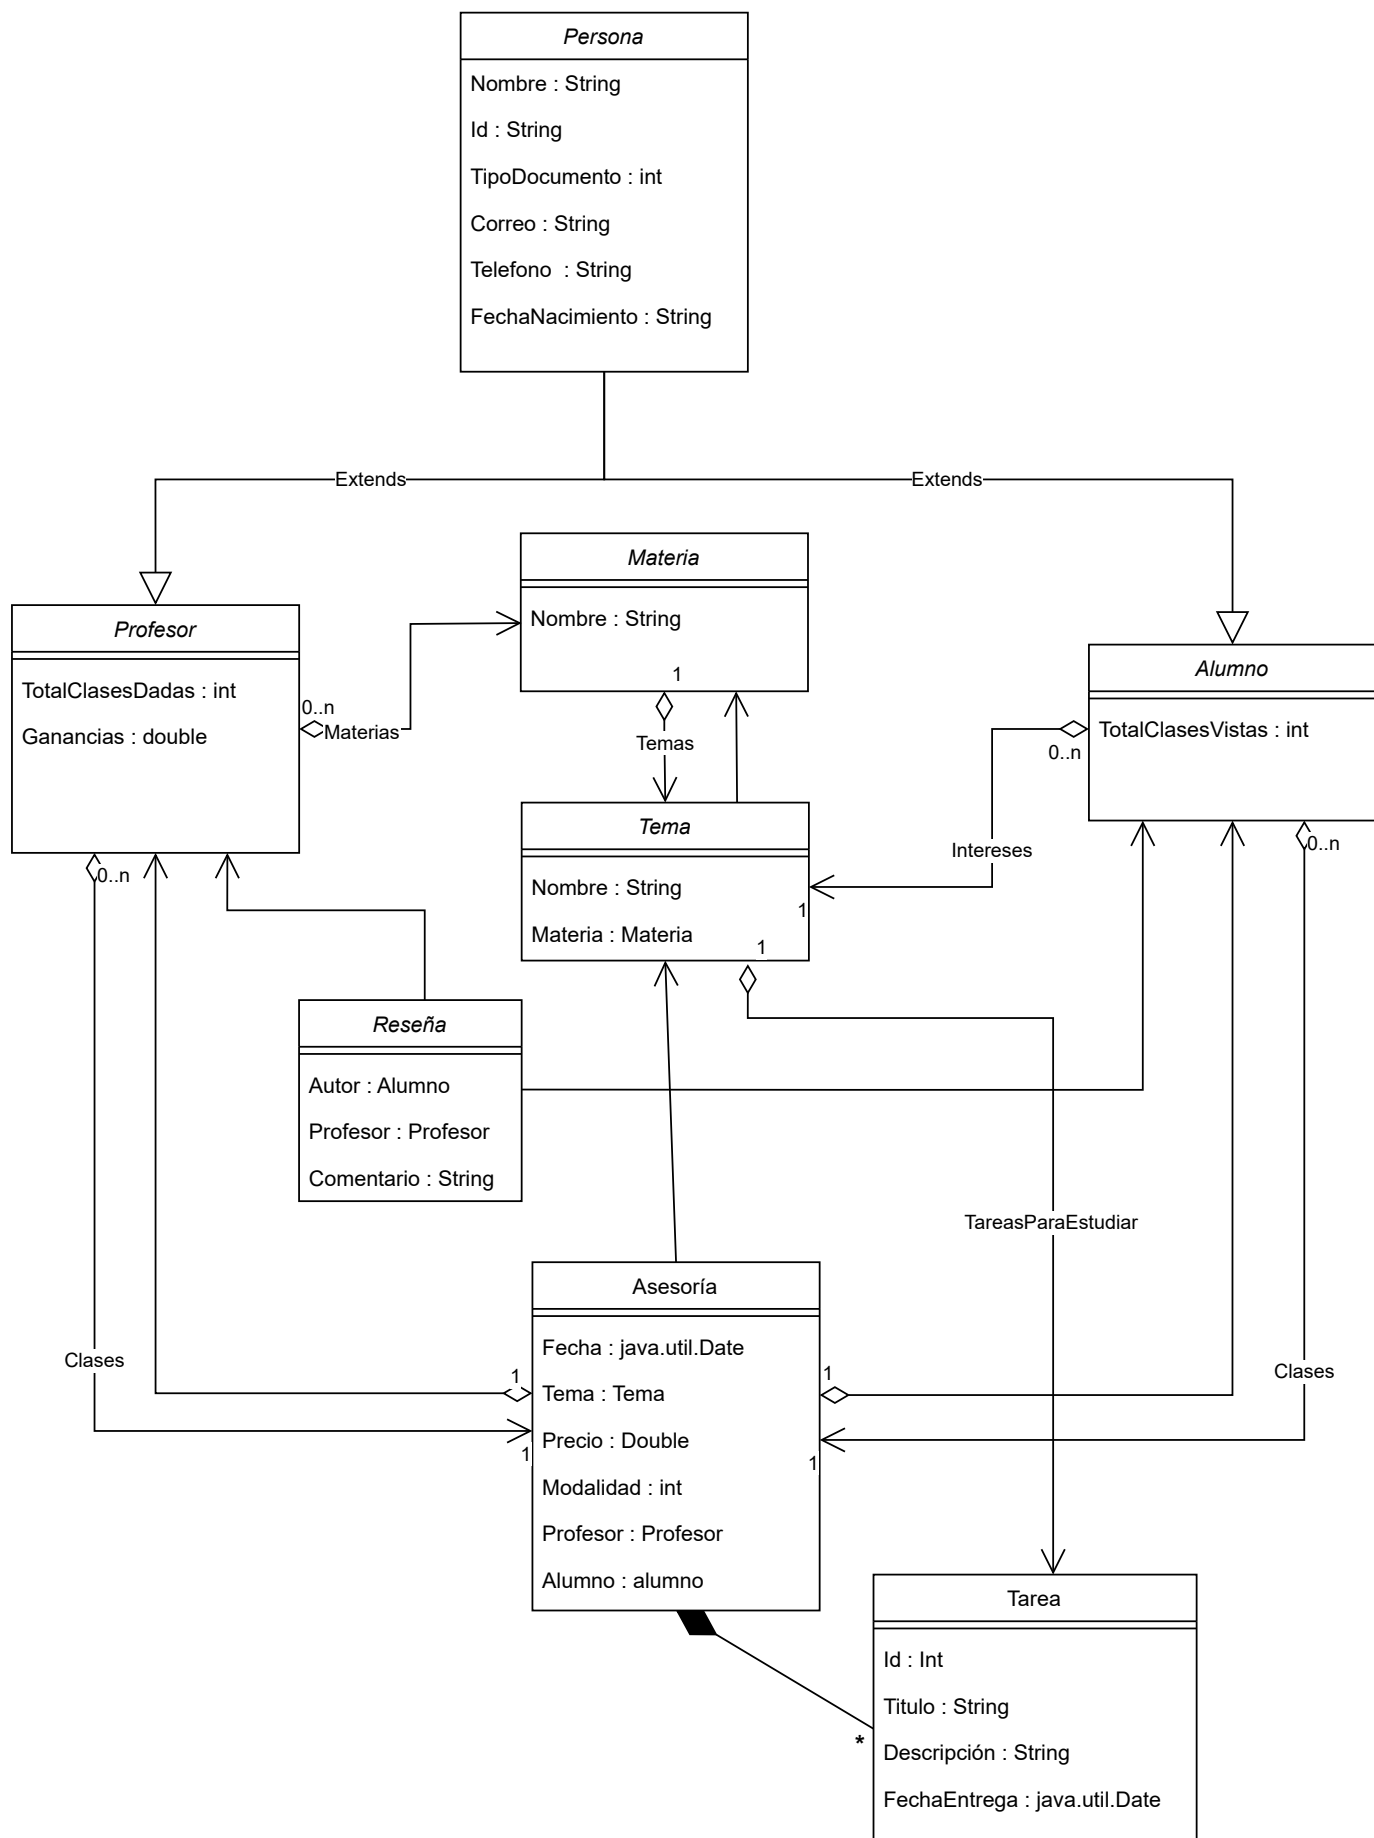 Persona
Nombre : String
Id : String
TipoDocumento : int
Correo : String
Telefono  : String
FechaNacimiento : String
Extends
Extends
Materia
Nombre : String
1
Profesor
TotalClasesDadas : int
Ganancias : double
0..n
Materias
Temas
Alumno
TotalClasesVistas : int
0..n
Tema
Nombre : String
Materia : Materia
1
1
Intereses
0..n
0..n
Reseña
Autor : Alumno
Profesor : Profesor
Comentario : String
TareasParaEstudiar
Asesoría
Fecha : java.util.Date
Tema : Tema
Precio : Double
Modalidad : int
Profesor : Profesor
Alumno : alumno
Clases
1
1
1
1
Clases
*
Tarea
Id : Int
Titulo : String
Descripción : String
FechaEntrega : java.util.Date